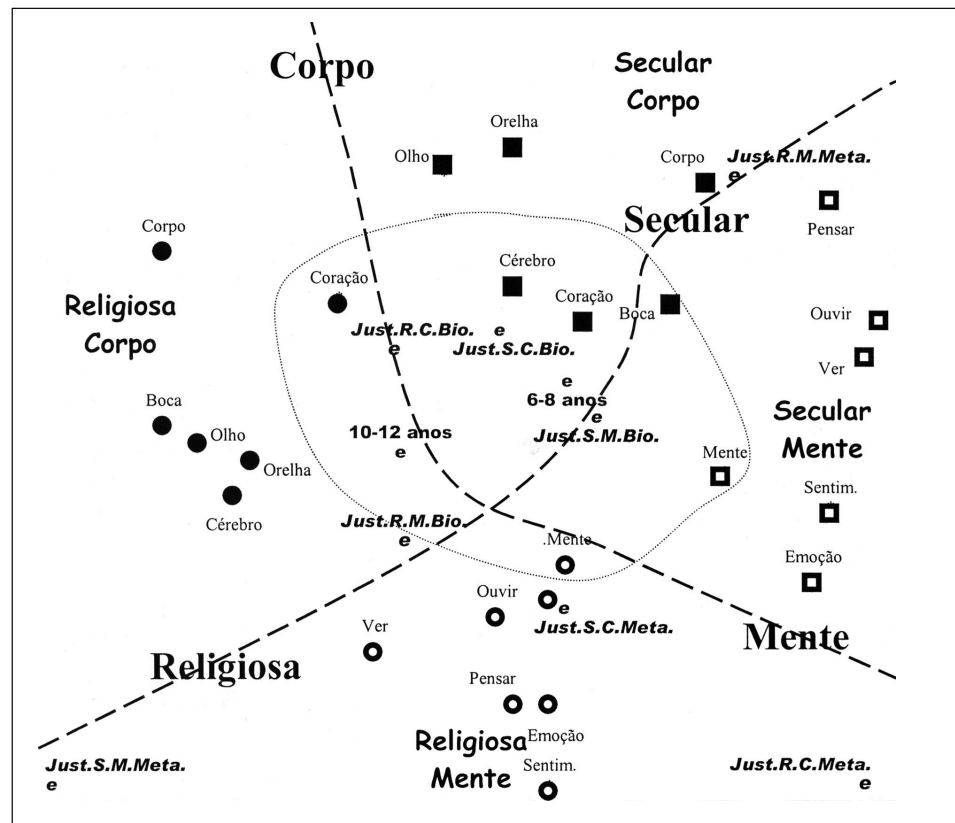 Corpo
Secular
Corpo
Orelha
Olho
Corpo
Just.R.M.Meta.
e
Pensar
Secular
Corpo
Religiosa
Corpo
Coração
Cérebro
Coração
Boca
Ouvir
Ver
Just.R.C.Bio.
e
e
Just.S.C.Bio.
e
6-8 anos
e
Just.S.M.Bio.
Boca
Olho
Orelha
Cérebro
10-12 anos
e
Secular
Mente
Mente
Sentim.
Just.R.M.Bio.
e
.Mente
Emoção
Ouvir
e
Just.S.C.Meta.
Ver
Mente
Religiosa
Pensar
Emoção
Religiosa
Mente
Sentim.
Just.S.M.Meta.
e
Just.R.C.Meta.
e